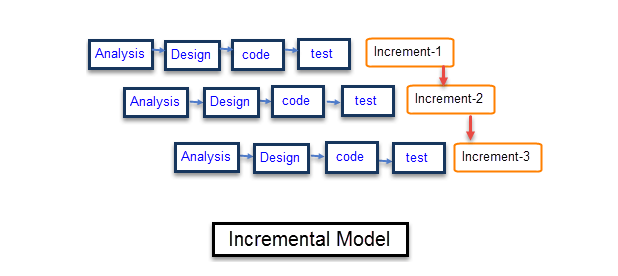 Analysis Design code test Increment-1
Analysis Design code test Increment-2
Analysis Design code test Increment-3
Incremental Model